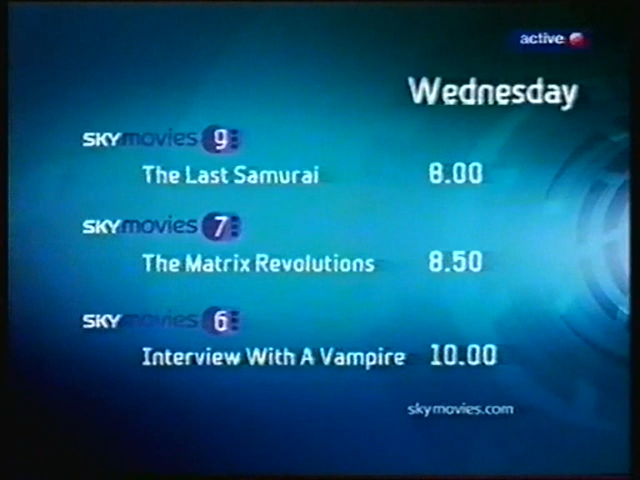 active
Wednesday
SKY movies 9
The Last Samurai 8.00
SKY movies 7
The Matrix Revolutions 8.50
SKY movies 6
Interview With A Vampire 10.00
skymovies.com